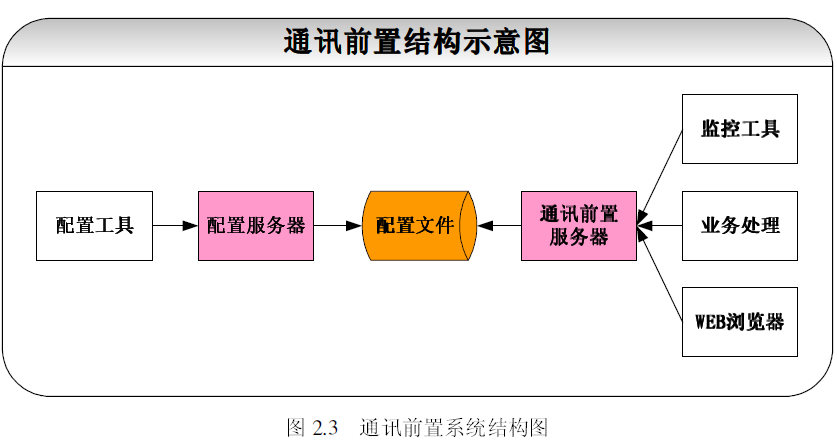 通讯前置结构示意图
监控工具
配置工具
配置服务器
配置文件
通讯前置
服务器
业务处理
WEB浏览器
图 2.3 通讯前置系统结构图